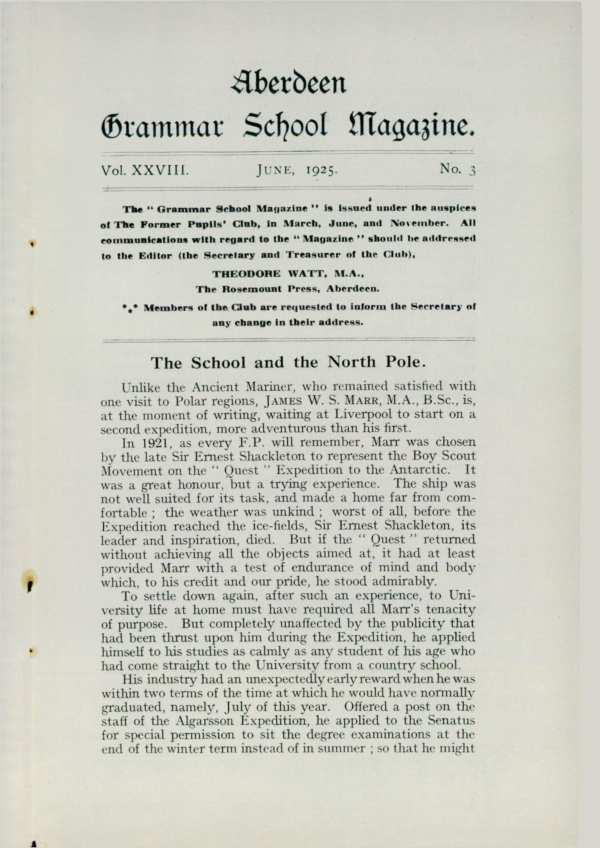 Aberdeen
Grammar School Magazine.
Vol. XXVIII. JUNE, 1925. No. 3
The " Grammar School Magazine " is issued under the auspices
of The Former Pupils' Club, in March, June, and November. All
communications with regard to the " Magazine " should be addressed
to the Editor (the Secretary and Treasurer of the Club),
THEODORE WATT, M.A.,
The Rosemount Press, Aberdeen.
*** Members of the Club are requested to inform the Secretary of
any change in their address.
The School and the North Pole.
Unlike the Ancient Mariner, who remained satisfied with
one visit to Polar regions, JAMES W. S. MARR, M.A., B.Sc., is,
at the moment of writing, waiting at Liverpool to start on a
second expedition, more adventurous than his first.
In 1921, as every F.P. will remember, Marr was chosen
by the late Sir Ernest Shackleton to represent the Boy Scout
Movement on the " Quest " Expedition to the Antarctic. It
was a great honour, but a trying experience. The ship was
not well suited for its task, and made a home far from com-
fortable ; the weather was unkind ; worst of all, before the
Expedition reached the ice-fields, Sir Ernest Shackleton, its
leader and inspiration, died. But if the " Quest " returned
without achieving all the objects aimed at, it had at least
provided Marr with a test of endurance of mind and body
which, to his credit and our pride, he stood admirably.
To settle down again, after such an experience, to Uni-
versity life at home must have required all Marr's tenacity
of purpose. But completely unaffected by the publicity that
had been thrust upon him during the Expedition, he applied
himself to his studies as calmly as any student of his age who
had come straight to the University from a country school.
His industry had an unexpectedly early reward when he was
within two terms of the time at which he would have normally
graduated, namely, July of this year. Offered a post on the
staff of the Algarsson Expedition, he applied to the Senatus
for special permission to sit the degree examinations at the
end of the winter term instead of in summer ; so that he might
A